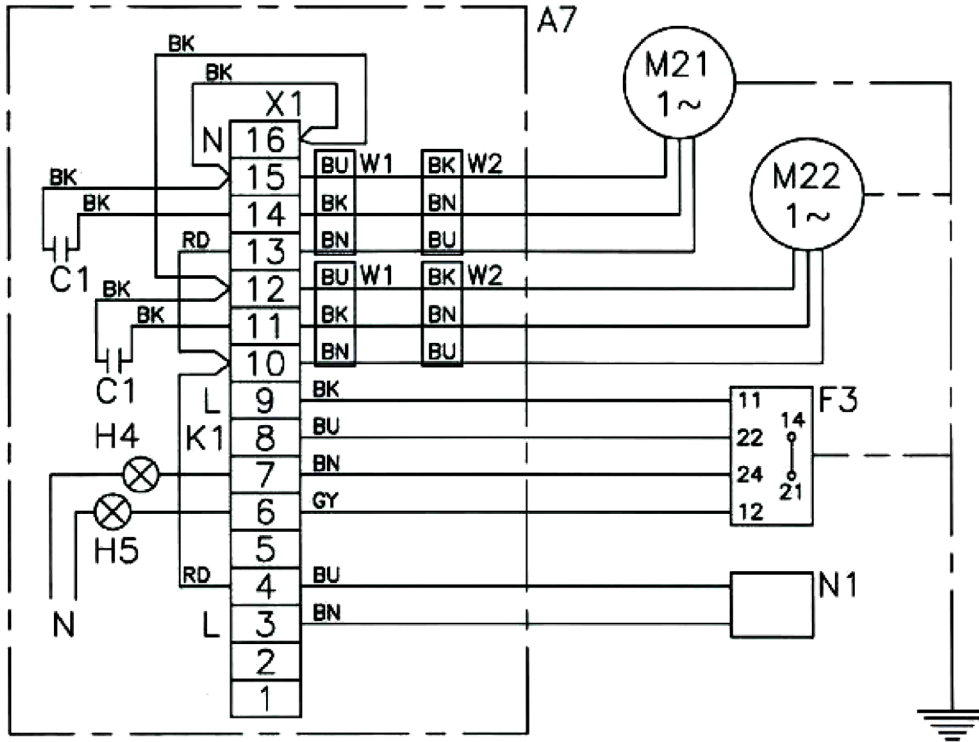 A7
BK
M21
1~
BK
X1
N 16
BU W1 BK W2
15
M22
1~
BK
BK 14 BK BN
RD 13 BN BU
C1
12 BU W1 BK W2
BK
BK 11 BK BN
10 BN BU
C1
L 9 BK 11 F3
14
H4 K1 8 BU 22
7 BN 24
21
6 GY 12
H5
5
RD 4 BU N1
N L 3 BN
2
1